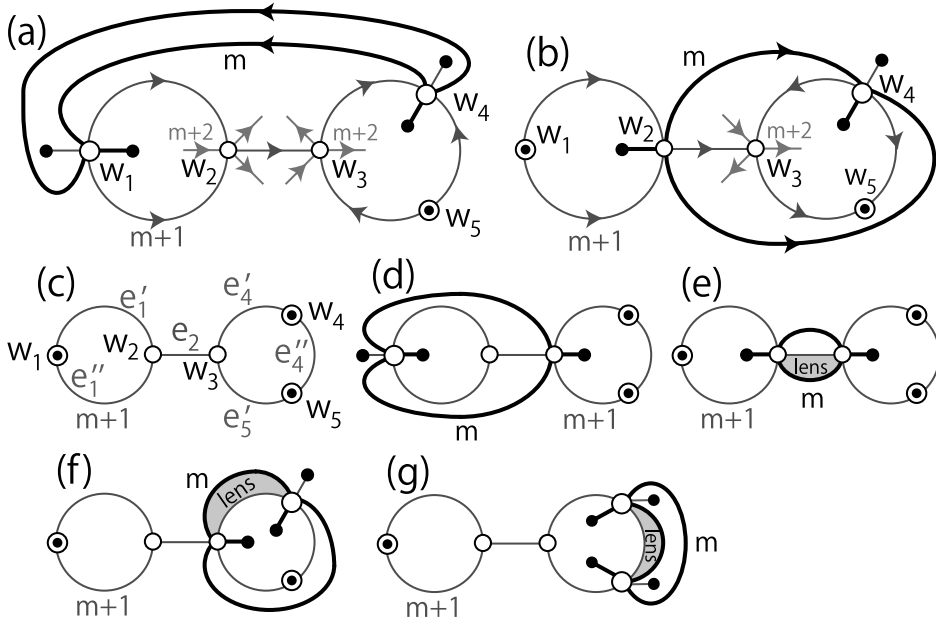 (a)
m
w₄
m+2
m+2
w₁
w₂
w₃
w₅
m+1
(b)
m
w₄
w₁
w₂
m+2
w₃
w₅
m+1
(c)
e₁′
e₄′
w₄
w₁
w₂
e₂
w₃
e₄″
e₁″
w₅
m+1
e₅′
(d)
m
m+1
(e)
lens
m+1
m
(f)
m
lens
m+1
(g)
lens
m
m+1